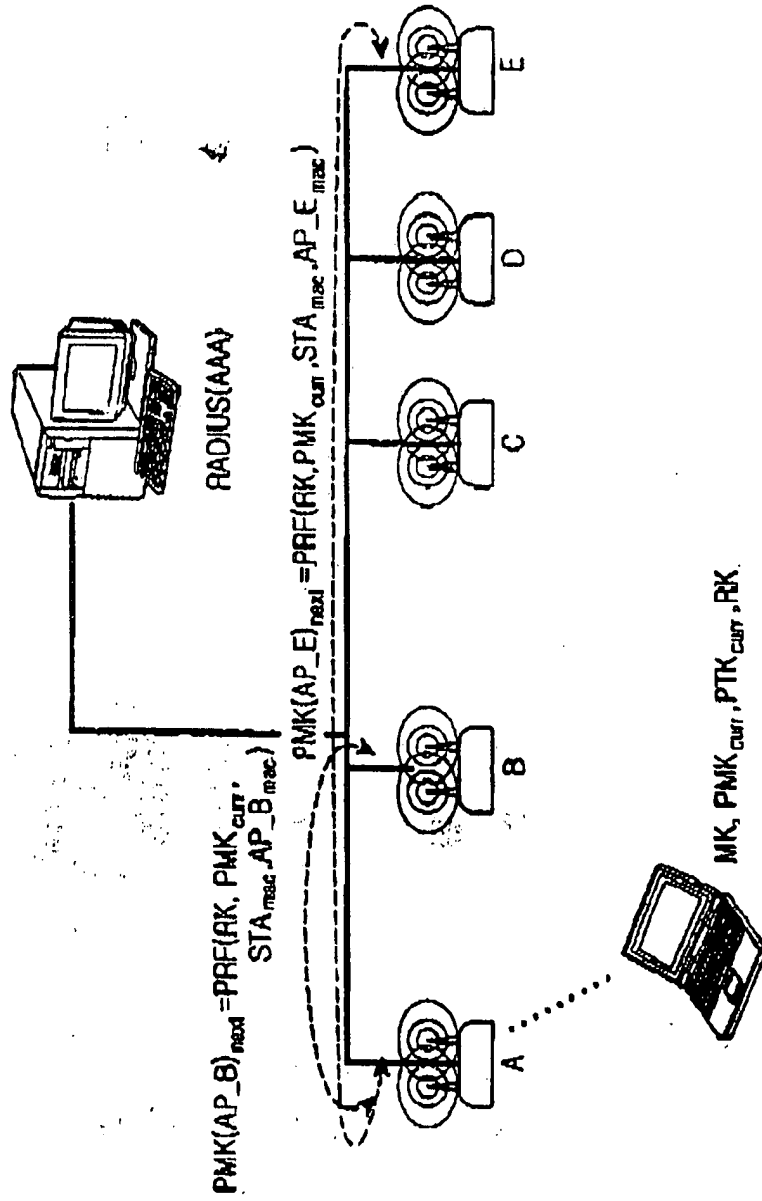 RADIUS(AAA)
PMK(AP_B)next=PRF(RK, PMKcurr,
STAmac,AP_Bmac)
PMK(AP_E)next=PRF(RK,PMKcurr,STAmac,AP_Emac)
A
B
C
D
E
MK, PMKcurr,PTKcurr,RK